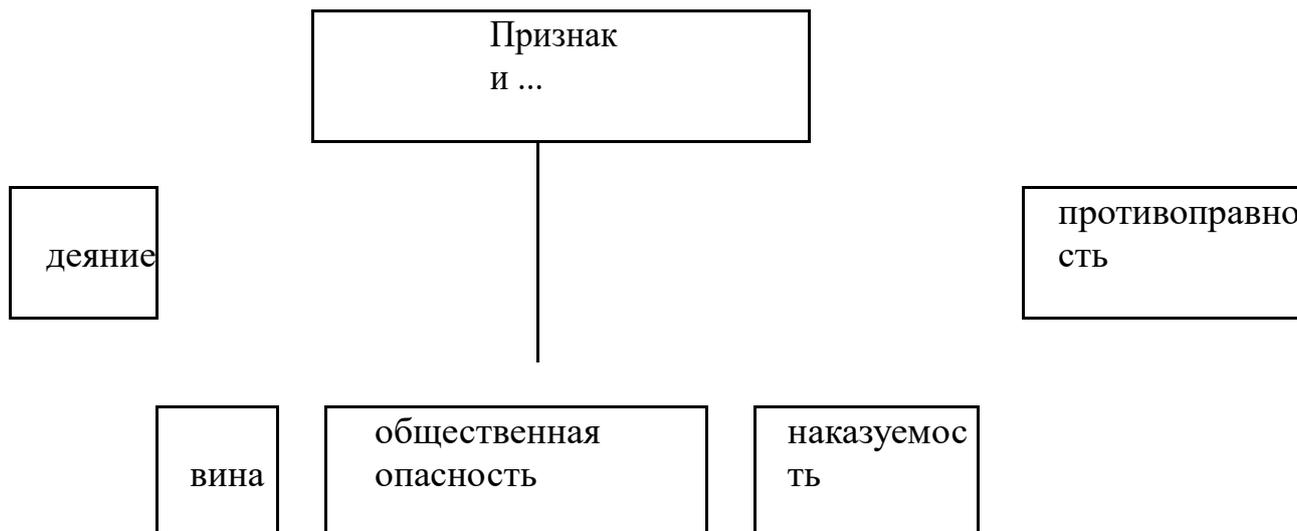 Признак
и ...
деяние
противоправно
сть
вина
общественная
опасность
наказуемос
ть